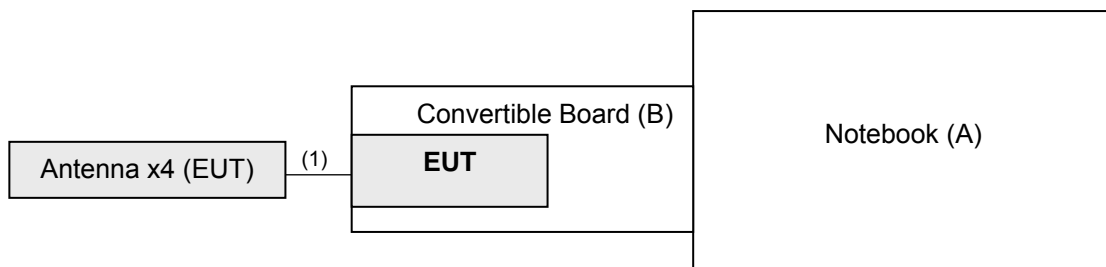 Convertible Board (B)
Notebook (A)
Antenna x4 (EUT)
(1)
EUT